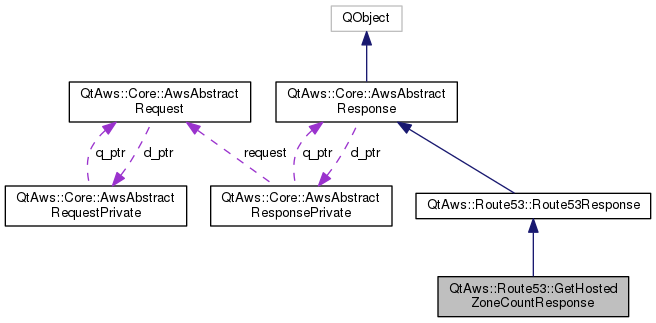 QObject
QtAws::Core::AwsAbstract
Request
QtAws::Core::AwsAbstract
Response
q_ptr
d_ptr
request
q_ptr
d_ptr
QtAws::Core::AwsAbstract
RequestPrivate
QtAws::Core::AwsAbstract
ResponsePrivate
QtAws::Route53::Route53Response
QtAws::Route53::GetHosted
ZoneCountResponse